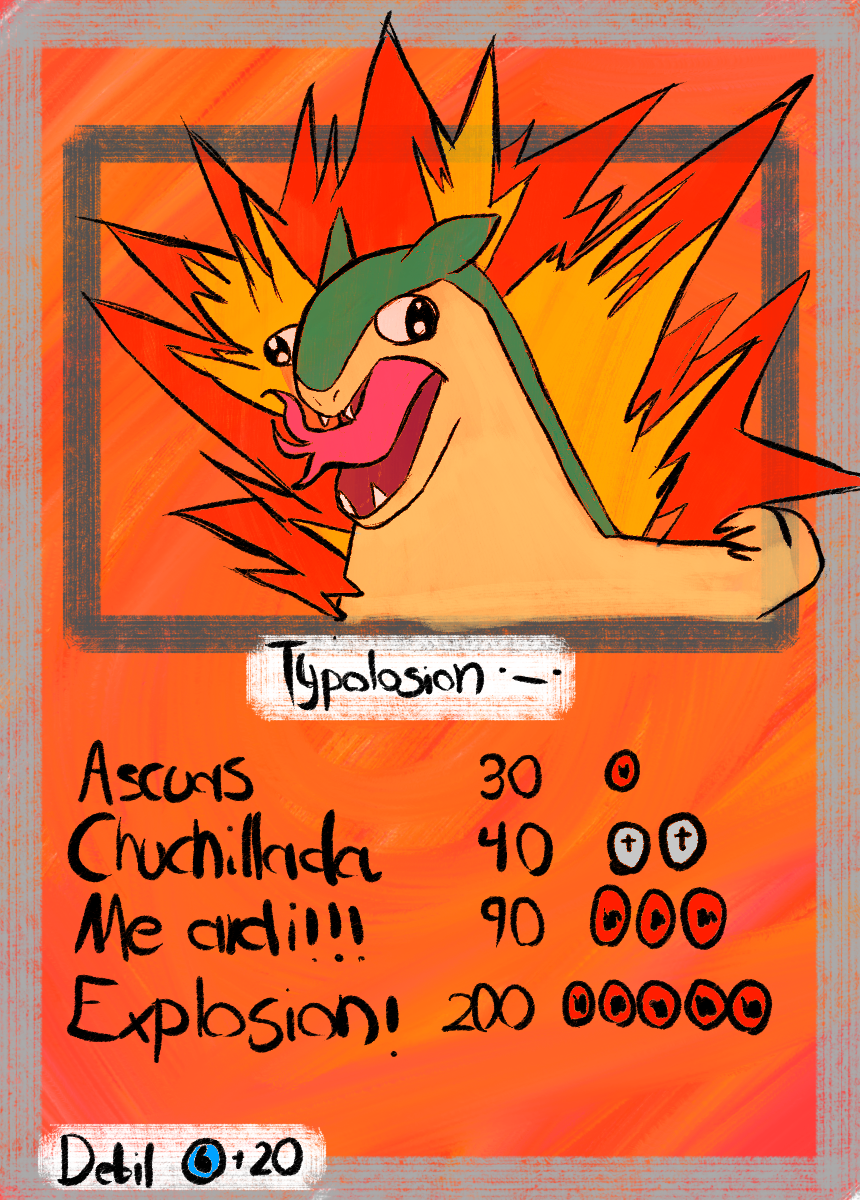 Typolosion ·–·
Ascuas 30
Chuchillada 40
Me ardi!!!  90
Explosion! 200
Debil +20